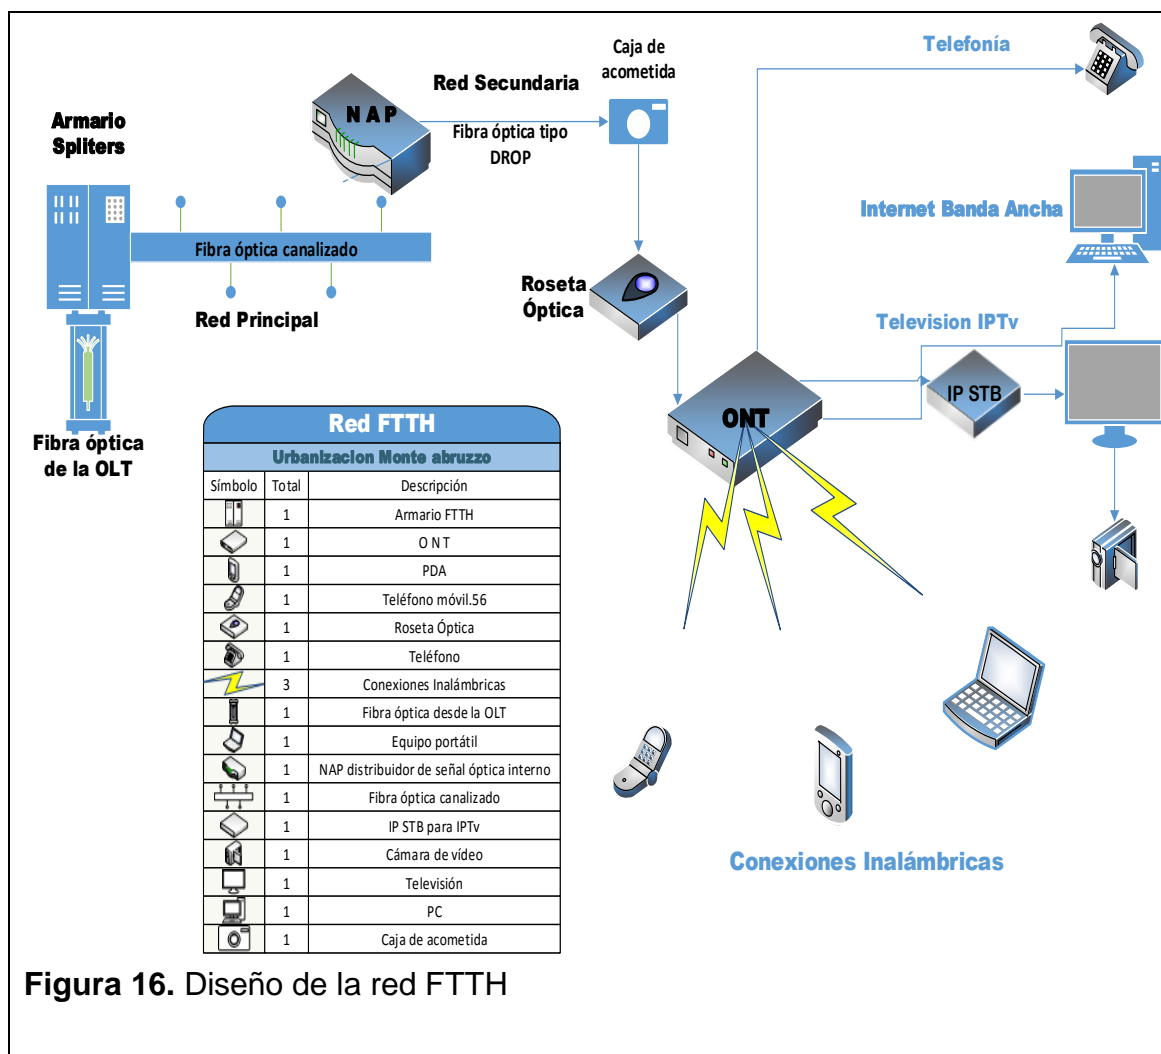 Armario
Spliters
NAP
Red Secundaria
Fibra óptica tipo
DROP
Caja de
acometida
Telefonía
Internet Banda Ancha
Fibra óptica canalizado
Red Principal
Roseta
Óptica
Television IPTv
IP STB
ONT
Fibra óptica
de la OLT
Red FTTH
Urbanizacion Monte abruzzo
Símbolo Total Descripción
1 Armario FTTH
1 O N T
1 PDA
1 Teléfono móvil.56
1 Roseta Óptica
1 Teléfono
3 Conexiones Inalámbricas
1 Fibra óptica desde la OLT
1 Equipo portátil
1 NAP distribuidor de señal óptica interno
1 Fibra óptica canalizado
1 IP STB para IPTv
1 Cámara de vídeo
1 Televisión
1 PC
1 Caja de acometida
Conexiones Inalámbricas
Figura 16. Diseño de la red FTTH